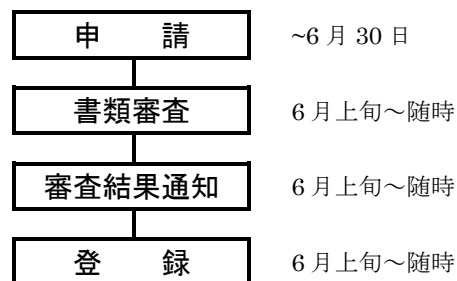 申　請　~6 月 30 日
書類審査　6 月上旬～随時
審査結果通知　6 月上旬～随時
登　録　6 月上旬～随時